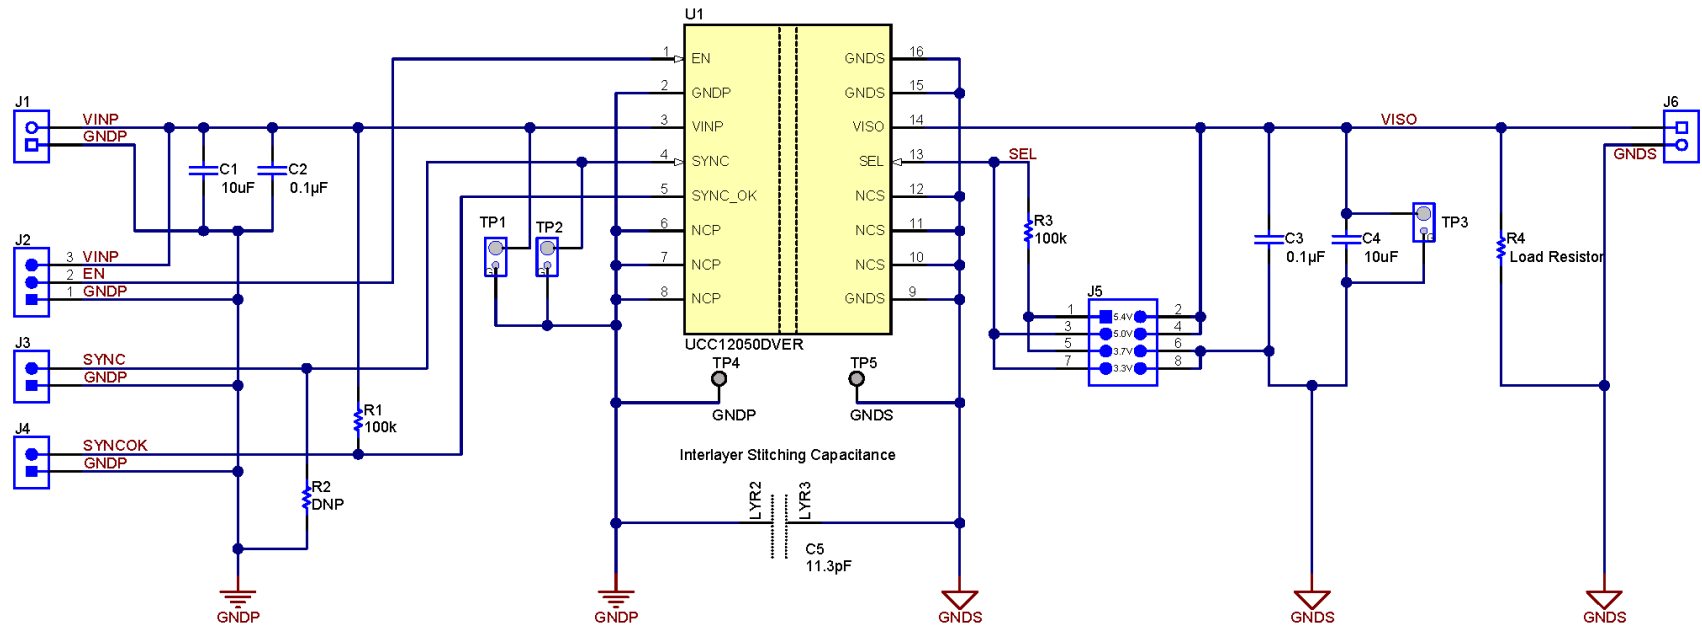 U1
1 EN
2 GNDP
3 VINP
4 SYNC
5 SYNC_OK
6 NCP
7 NCP
8 NCP
GNDS 16
GNDS 15
VISO 14
SEL 13
NCS 12
NCS 11
NCS 10
GNDS 9
UCC12050DVER
J1
VINP
GNDP
C1
10uF
C2
0.1µF
J2
3 VINP
2 EN
1 GNDP
J3
SYNC
GNDP
J4
SYNCOK
GNDP
R1
100k
R2
DNP
GNDP
TP1
TP2
TP4
GNDP
TP5
GNDS
Interlayer Stitching Capacitance
LYR2
LYR3
C5
11.3pF
GNDP
GNDS
SEL
R3
100k
J5
1 5.4V 2
3 5.0V 4
5 3.7V 6
7 3.3V 8
C3
0.1µF
C4
10uF
TP3
VISO
R4
Load Resistor
J6
GNDS
GNDS
GNDS